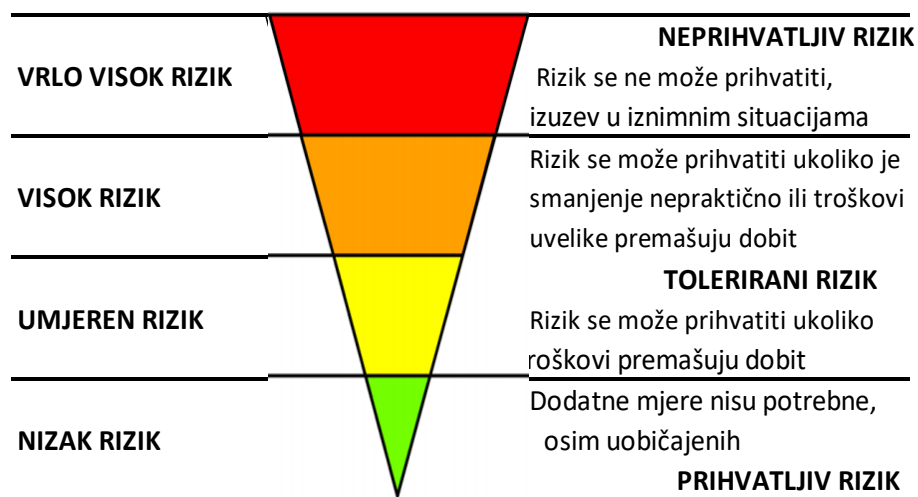 NEPRIHVATLJIV RIZIK
VRLO VISOK RIZIK
Rizik se ne može prihvatiti,
izuzev u iznimnim situacijama
VISOK RIZIK
Rizik se može prihvatiti ukoliko je
smanjenje nepraktično ili troškovi
uvelike premašuju dobit
TOLERIRANI RIZIK
UMJEREN RIZIK
Rizik se može prihvatiti ukoliko
roškovi premašuju dobit
NIZAK RIZIK
Dodatne mjere nisu potrebne,
osim uobičajenih
PRIHVATLJIV RIZIK